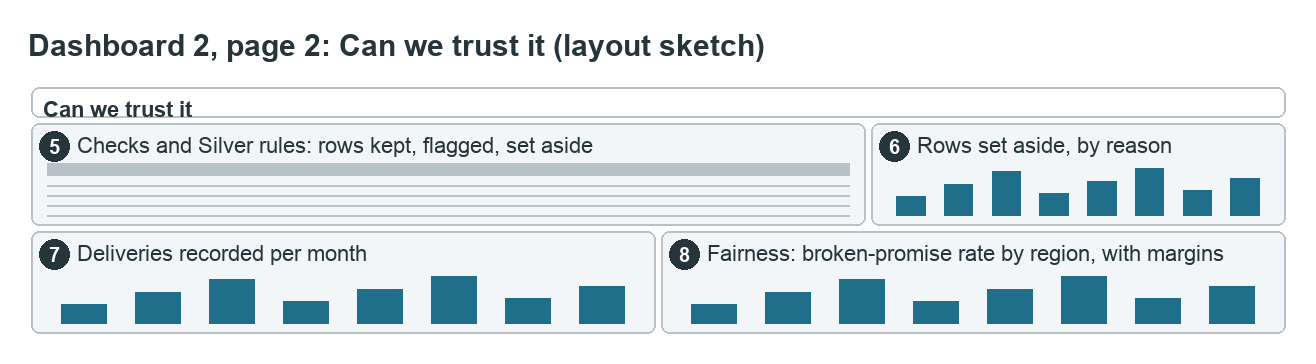 Dashboard 2, page 2: Can we trust it (layout sketch)
Can we trust it
5 Checks and Silver rules: rows kept, flagged, set aside
6 Rows set aside, by reason
7 Deliveries recorded per month
8 Fairness: broken-promise rate by region, with margins